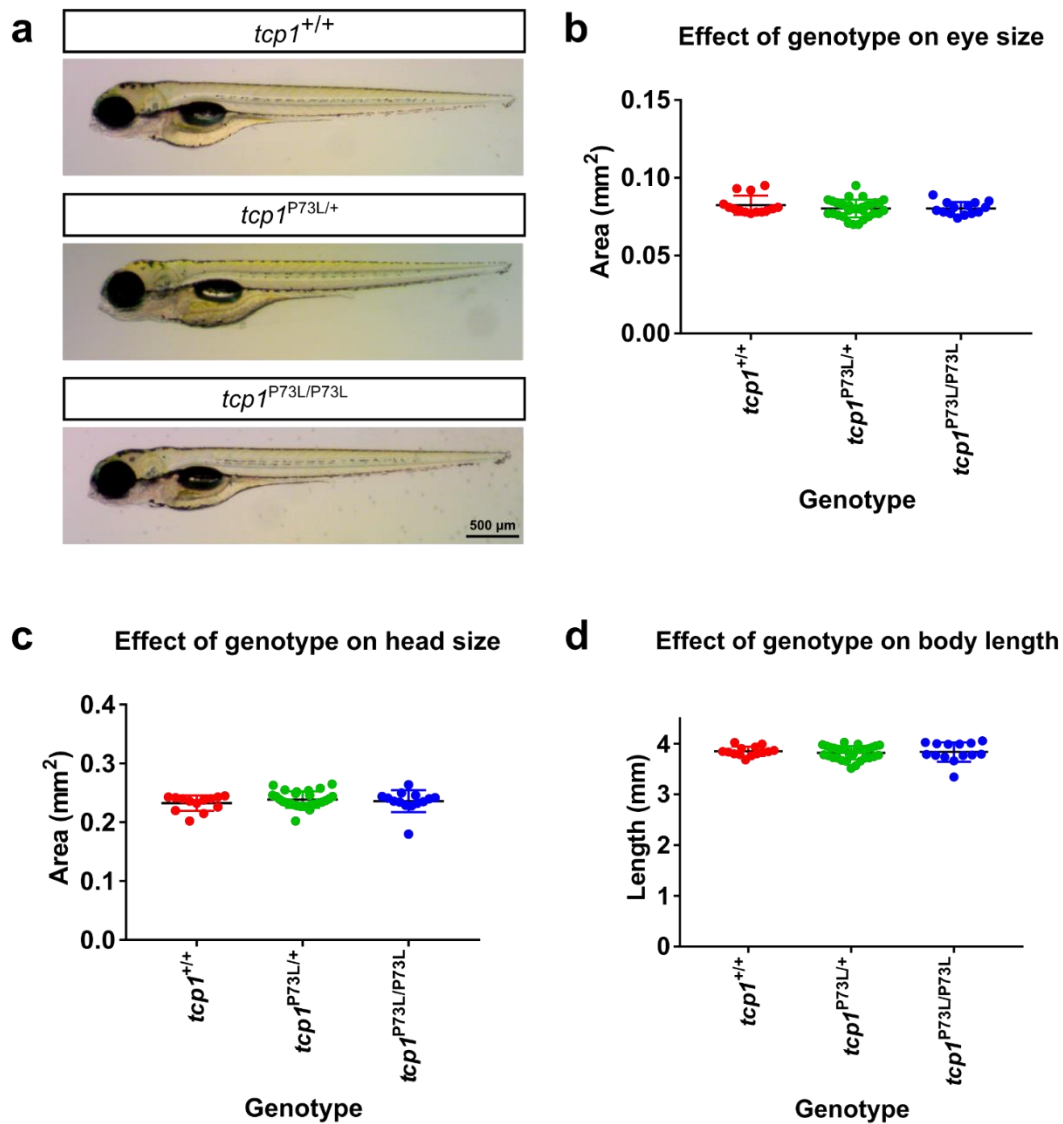 a
tcp1+/+
tcp1P73L/+
tcp1P73L/P73L
500 µm
b
Effect of genotype on eye size
0.15
0.10
0.05
0.00
Area (mm2)
tcp1+/+
tcp1P73L/+
tcp1P73L/P73L
Genotype
c
Effect of genotype on head size
0.4
0.3
0.2
0.1
0.0
Area (mm2)
tcp1+/+
tcp1P73L/+
tcp1P73L/P73L
Genotype
d
Effect of genotype on body length
4
3
2
1
0
Length (mm)
tcp1+/+
tcp1P73L/+
tcp1P73L/P73L
Genotype